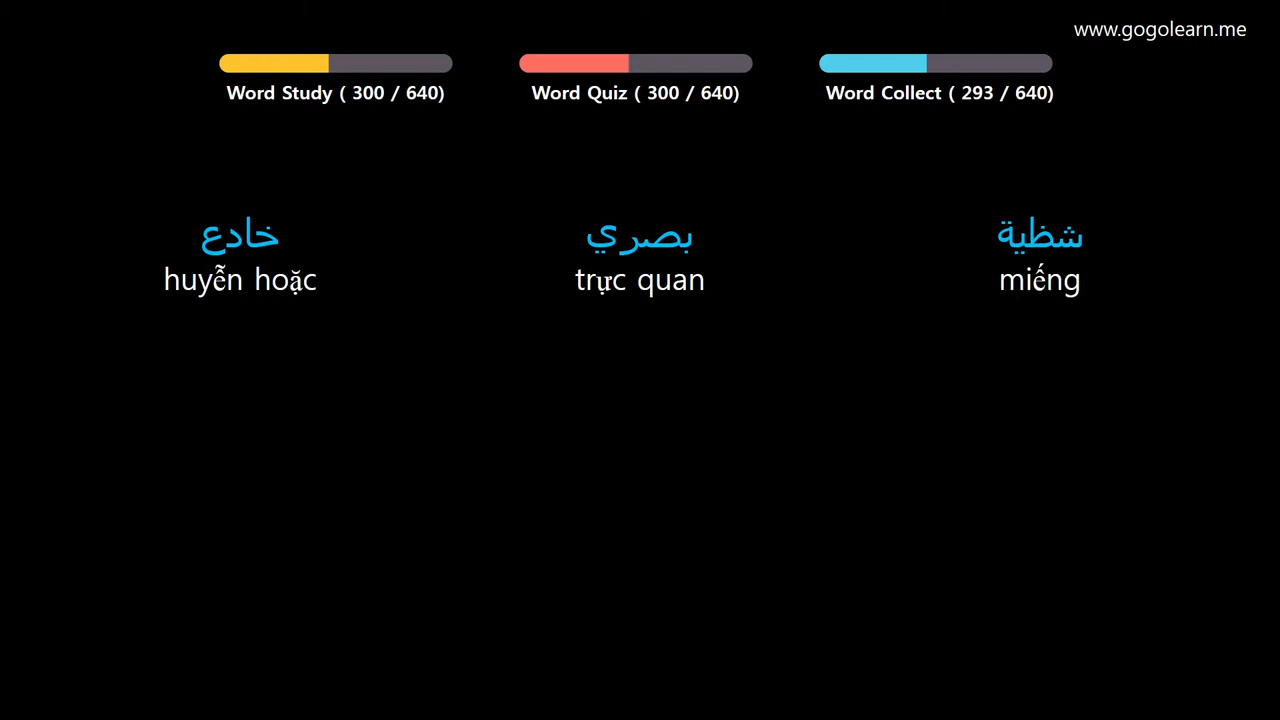 www.gogolearn.me
Word Study ( 300 / 640)
Word Quiz ( 300 / 640)
Word Collect ( 293 / 640)
خادع
huyễn hoặc
بصري
trực quan
شظية
miếng